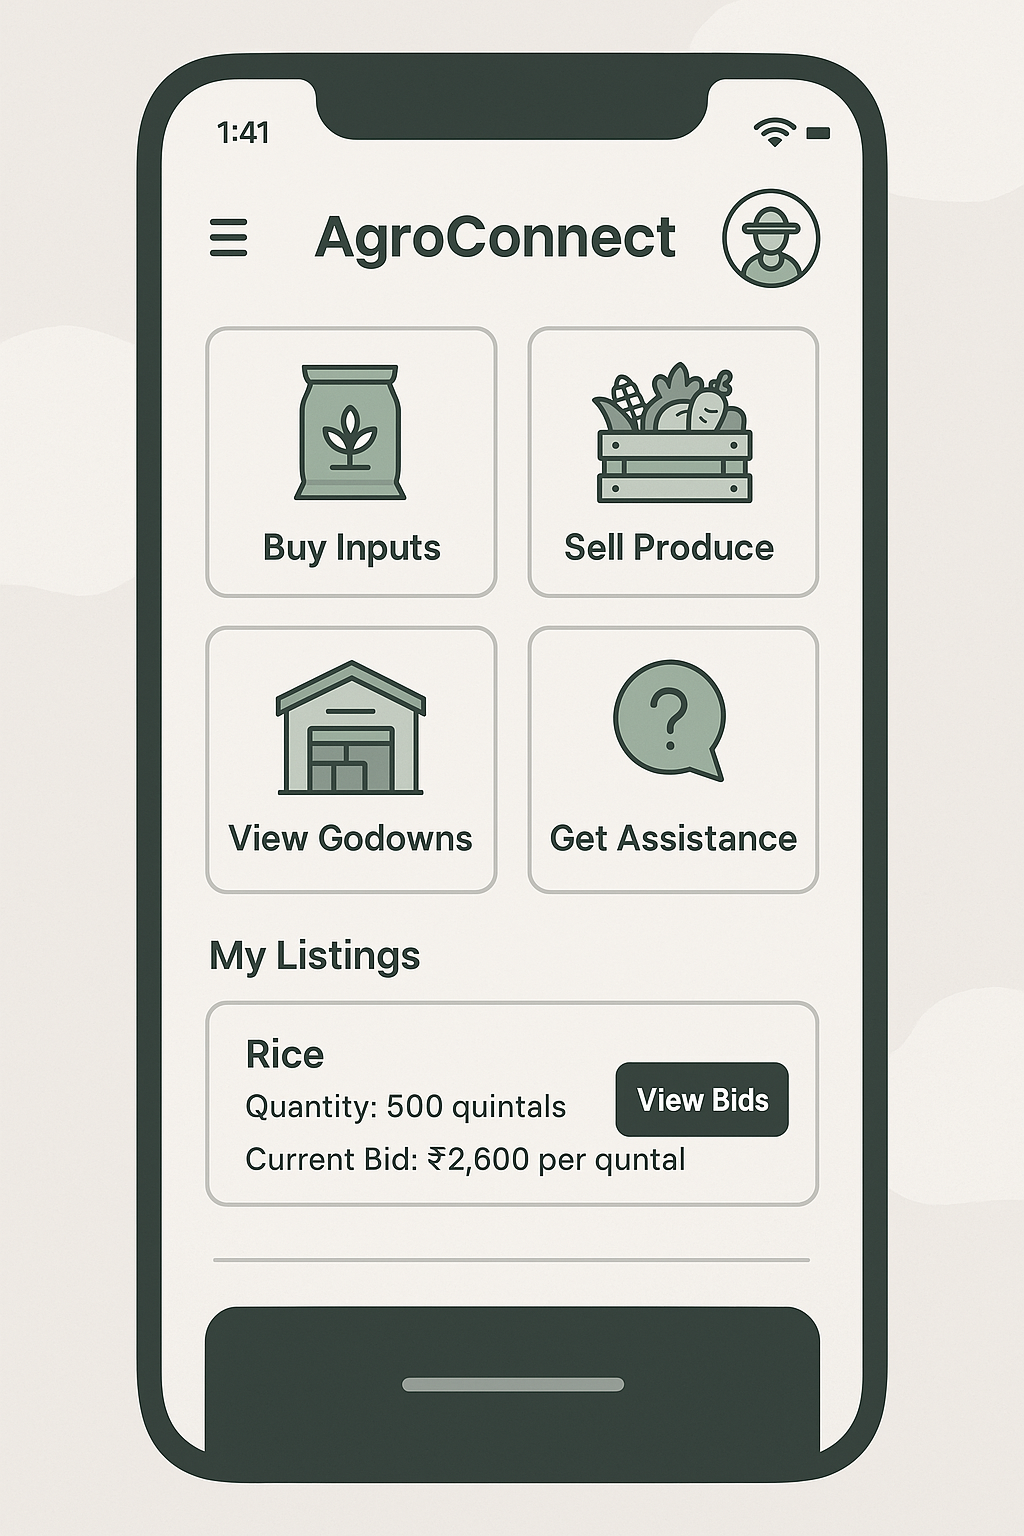 1:41
AgroConnect
Buy Inputs
Sell Produce
View Godowns
Get Assistance
My Listings
Rice
Quantity: 500 quintals
View Bids
Current Bid: ₹2,600 per quntal